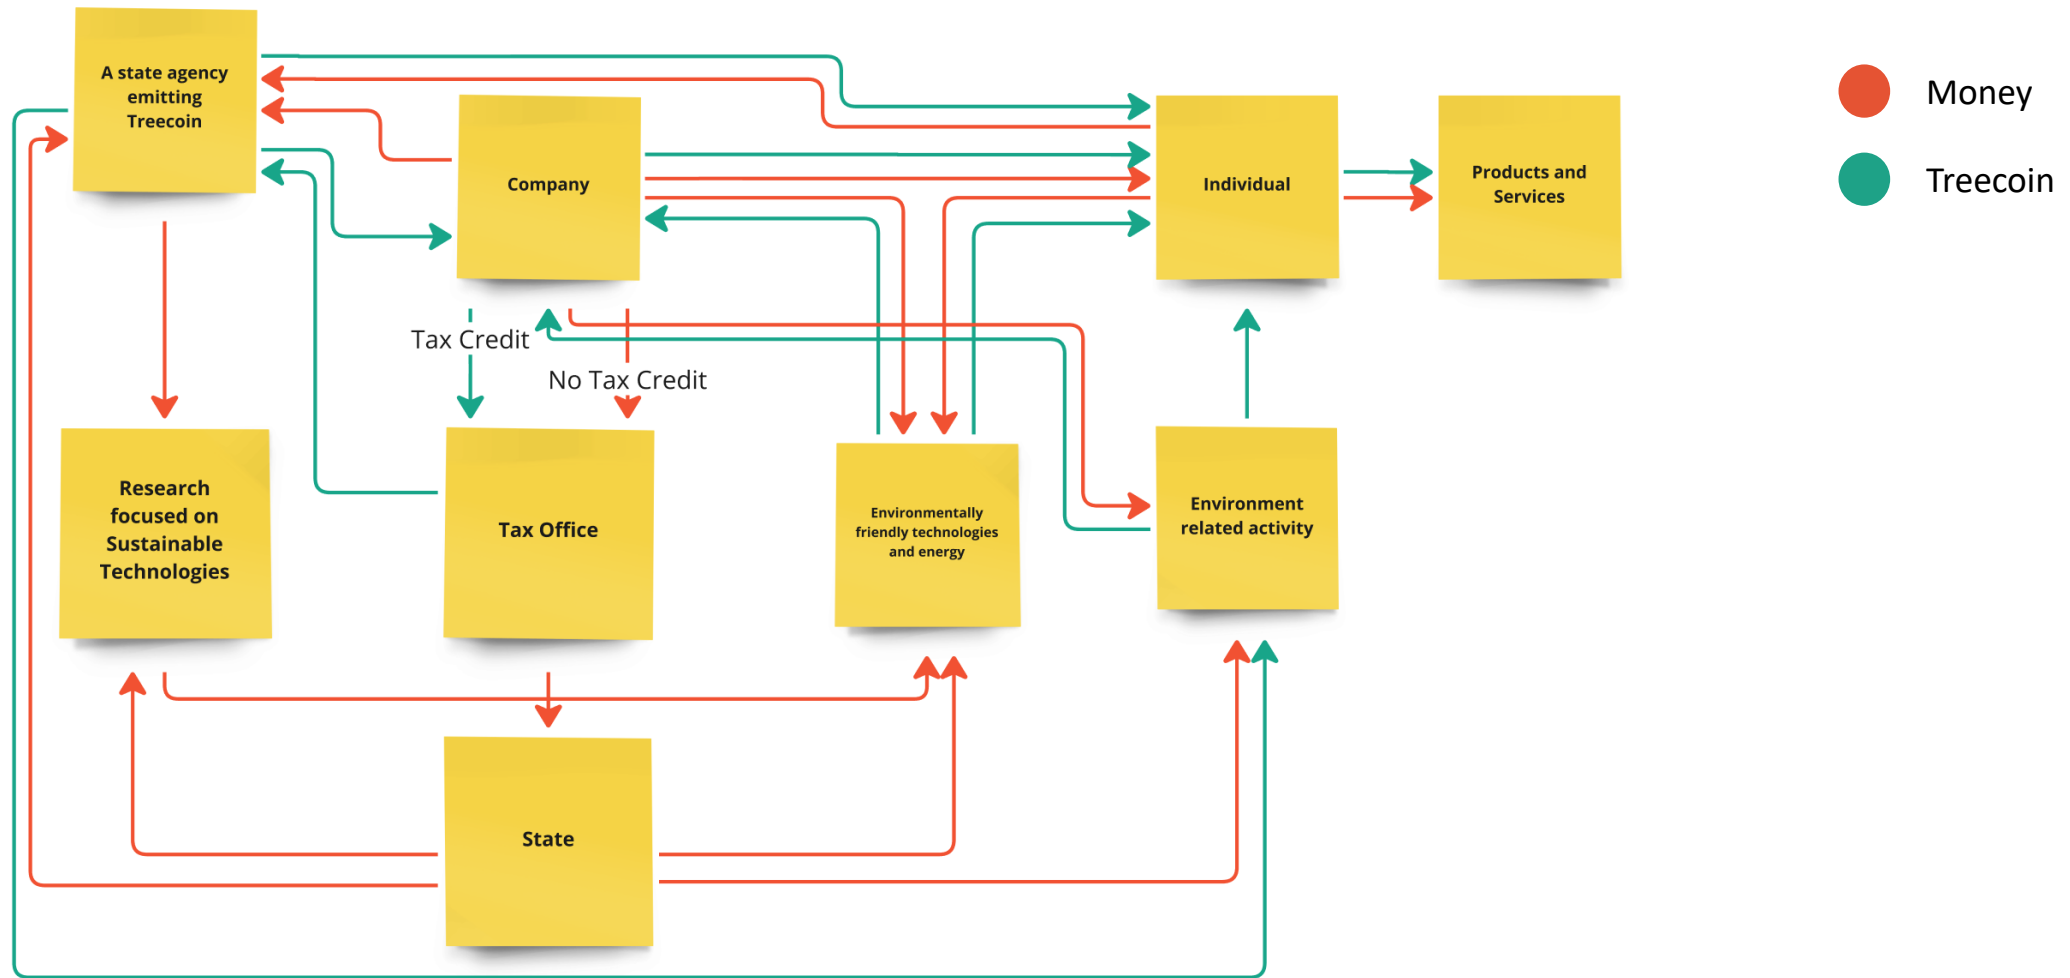 A state agency
emitting
Treecoin
Company
Individual
Products and
Services
Money
Treecoin
Tax Credit
No Tax Credit
Research
focused on
Sustainable
Technologies
Tax Office
Environmentally
friendly technologies
and energy
Environment
related activity
State